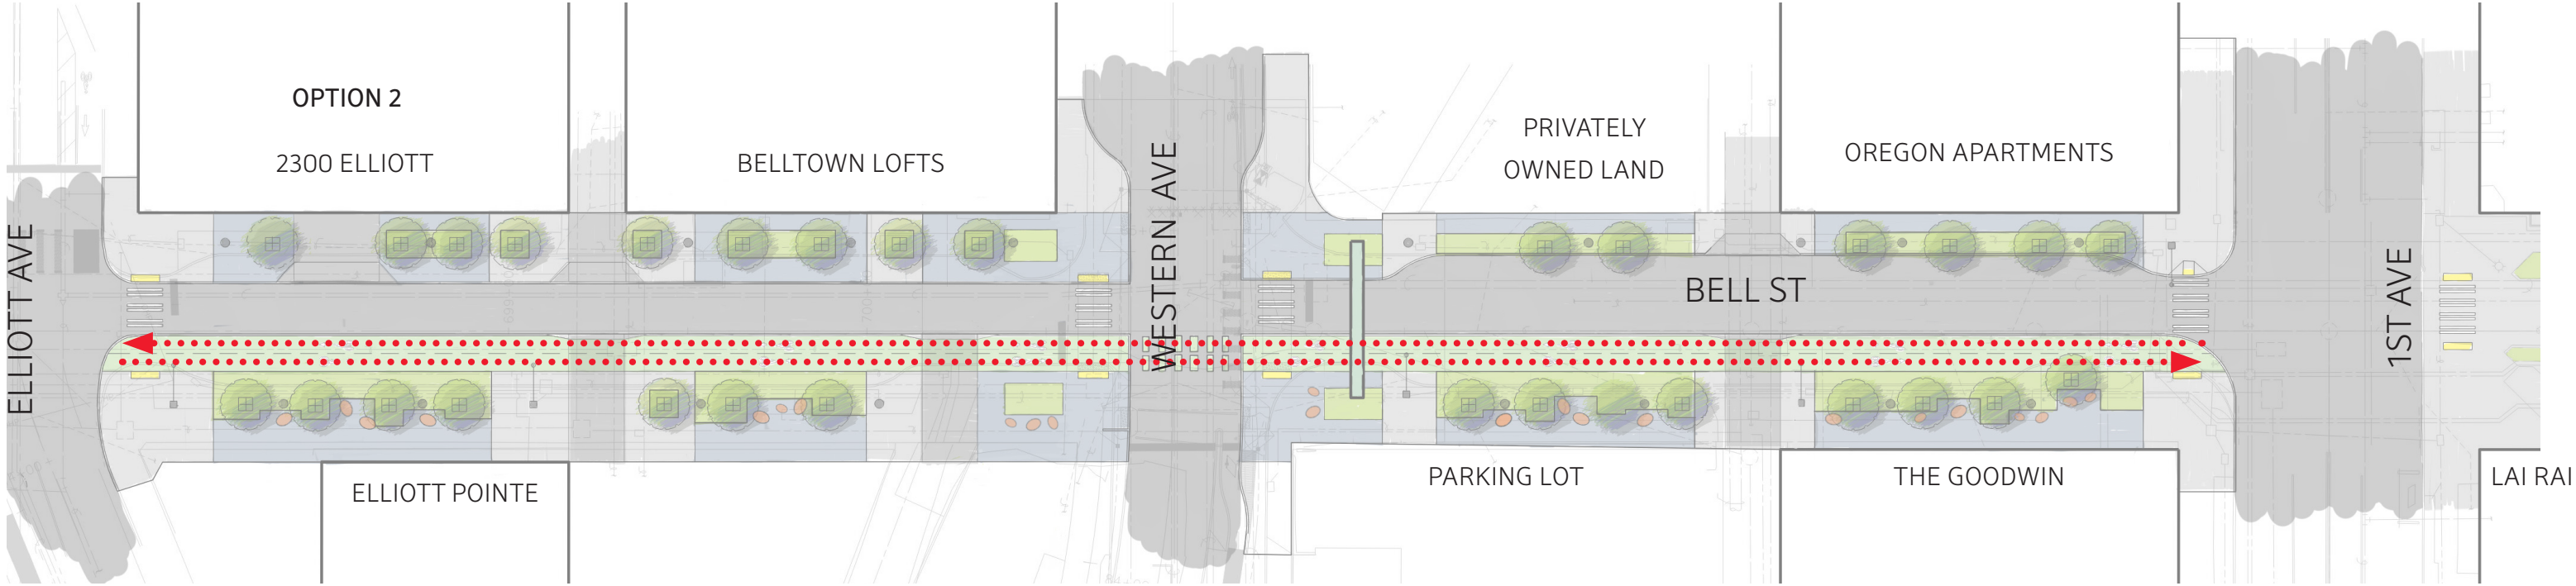 OPTION 2
2300 ELLIOTT
BELLTOWN LOFTS
PRIVATELY
OWNED LAND
OREGON APARTMENTS
ELLIOTT AVE
WESTERN AVE
BELL ST
1ST AVE
ELLIOTT POINTE
PARKING LOT
THE GOODWIN
LAI RAI